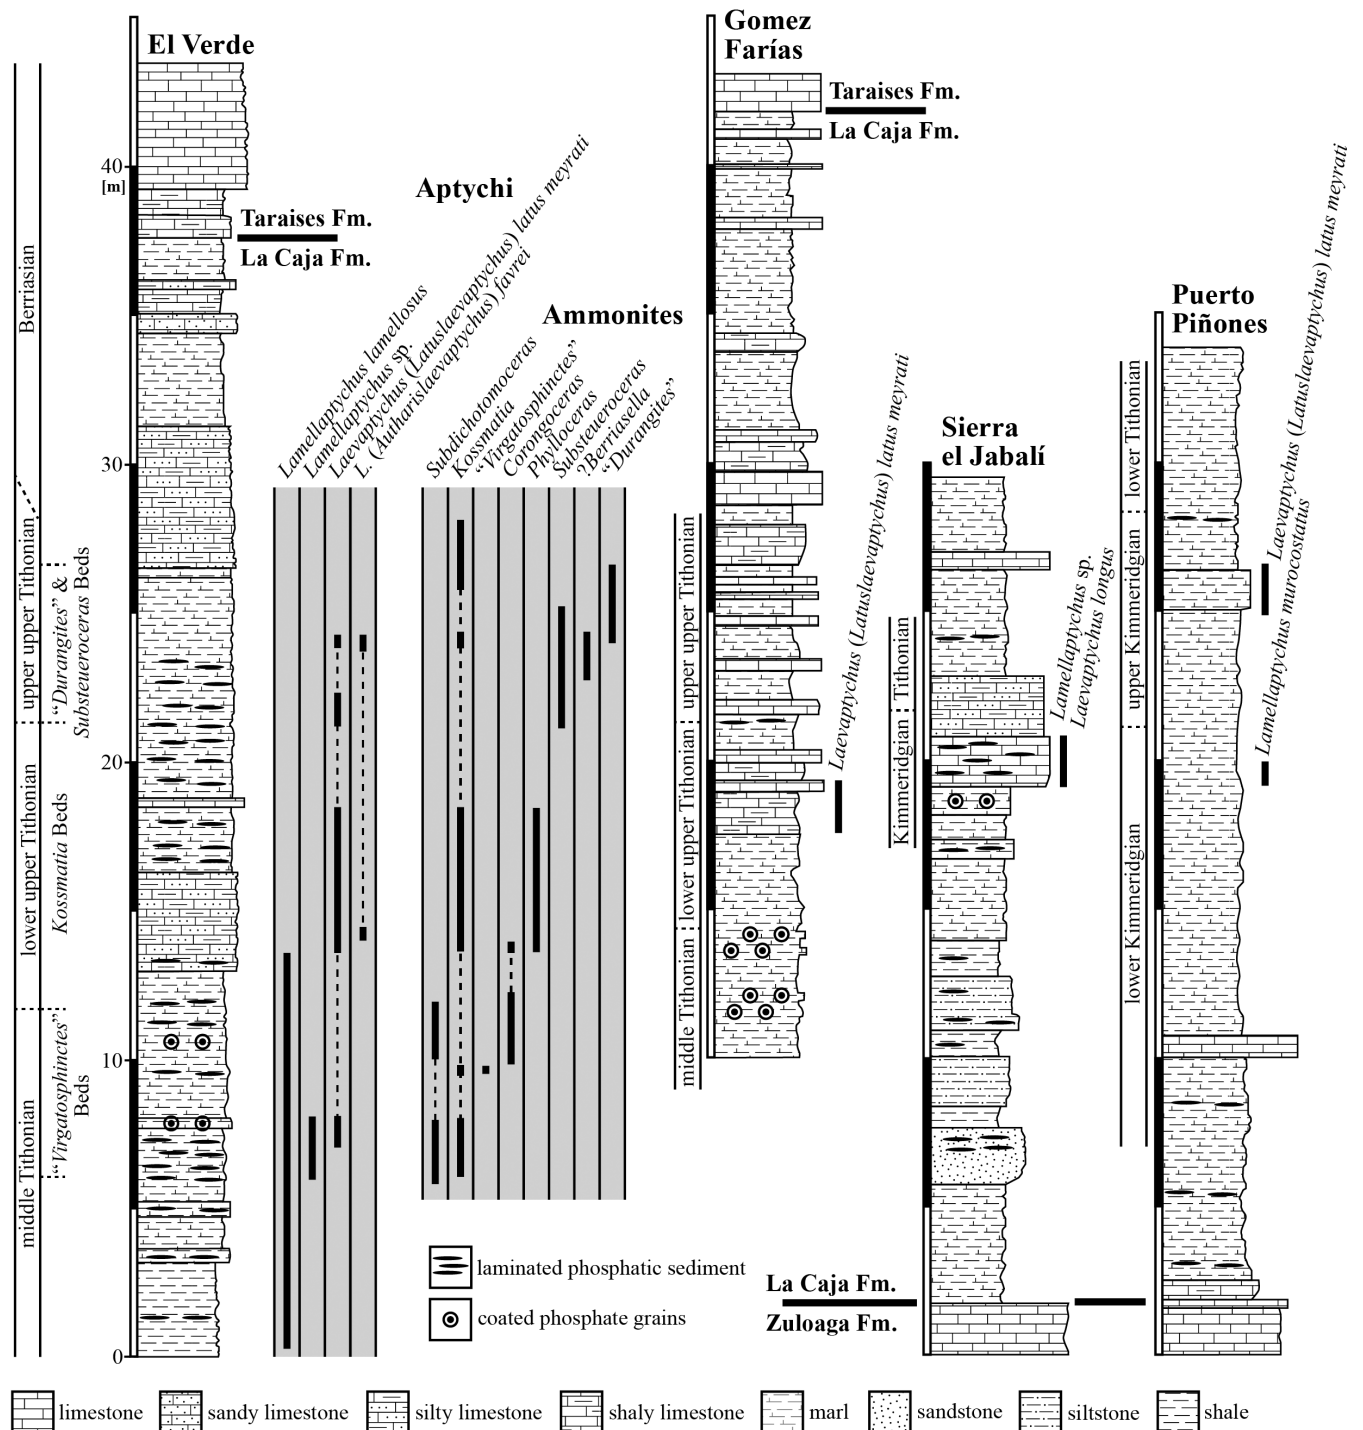 El Verde
Gomez
Farías
Taraises Fm.
La Caja Fm.
40
[m]
30
20
10
0
Taraises Fm.
La Caja Fm.
Aptychi
Lamellaptychus lamellosus
Lamellaptychus sp.
Laevaptychus (Latuslaevaptychus) latus meyrati
L. (Autharislaevaptychus) favrei
Ammonites
Subdichotomoceras
Kossmatia
“Virgatosphinctes”
Corongoceras
Phylloceras
Substeueroceras
?Berriasella
“Durangites”
Berriasian
upper upper Tithonian
lower upper Tithonian
middle Tithonian
“Durangites” &
Substeueroceras Beds
Kossmatia Beds
“Virgatosphinctes”
Beds
upper upper Tithonian
lower upper Tithonian
middle Tithonian
Laevaptychus (Latuslaevaptychus) latus meyrati
Sierra
el Jabalí
Tithonian
Kimmeridgian
Lamellaptychus sp.
Laevaptychus longus
Puerto
Piñones
lower Tithonian
upper Kimmeridgian
lower Kimmeridgian
Laevaptychus (Latuslaevaptychus) latus meyrati
Lamellaptychus murocostatus
laminated phosphatic sediment
coated phosphate grains
La Caja Fm.
Zuloaga Fm.
limestone
sandy limestone
silty limestone
shaly limestone
marl
sandstone
siltstone
shale